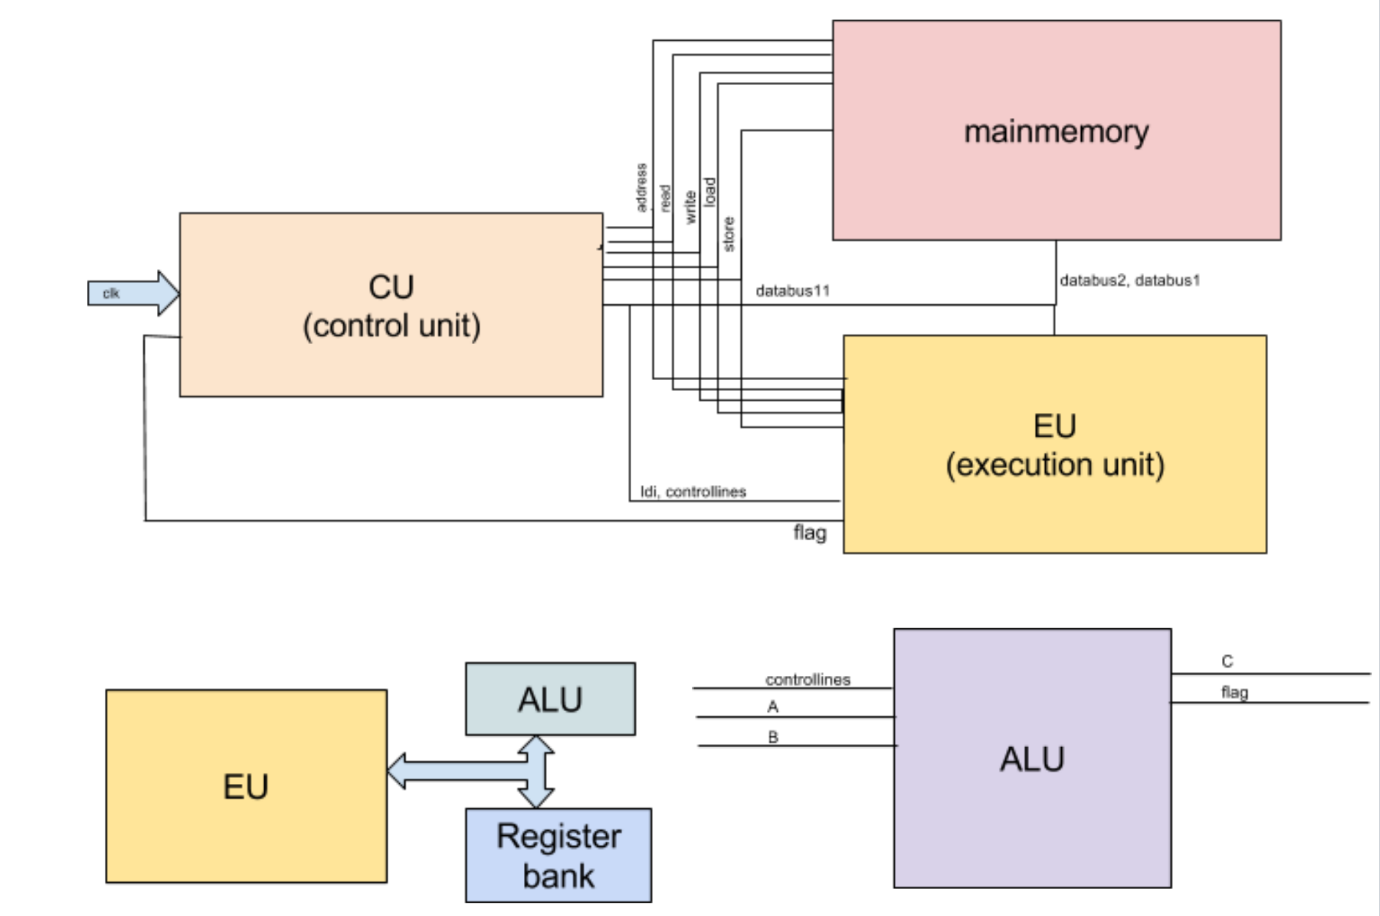 mainmemory
address
read
write
load
store
clk
CU
(control unit)
databus11
databus2, databus1
EU
(execution unit)
ldi, controllines
flag
EU
ALU
Register
bank
controllines
A
B
ALU
C
flag